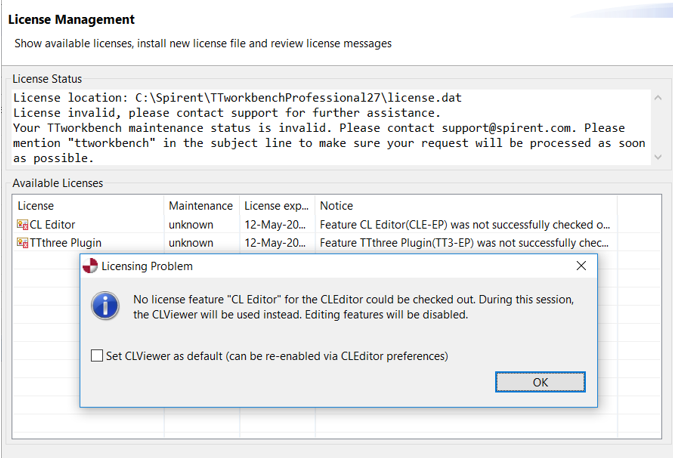 License Management
Show available licenses, install new license file and review license messages
License Status
License location: C:\Spirent\TTworkbenchProfessional27\license.dat
License invalid, please contact support for further assistance.
Your TTworkbench maintenance status is invalid. Please contact support@spirent.com. Please
mention "ttworkbench" in the subject line to make sure your request will be processed as soon
as possible.
Available Licenses
License Maintenance License exp... Notice
CL Editor unknown 12-May-20... Feature CL Editor(CLE-EP) was not successfully checked o...
TTthree Plugin unknown 12-May-20... Feature TTthree Plugin(TT3-EP) was not successfully chec...
Licensing Problem
No license feature "CL Editor" for the CLEditor could be checked out. During this session,
the CLViewer will be used instead. Editing features will be disabled.
Set CLViewer as default (can be re-enabled via CLEditor preferences)
OK